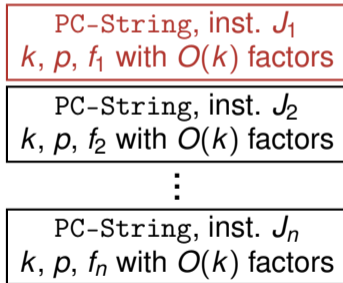 PC-String, inst. J₁
k, p, f₁ with O(k) factors
PC-String, inst. J₂
k, p, f₂ with O(k) factors
⋮
PC-String, inst. Jₙ
k, p, fₙ with O(k) factors